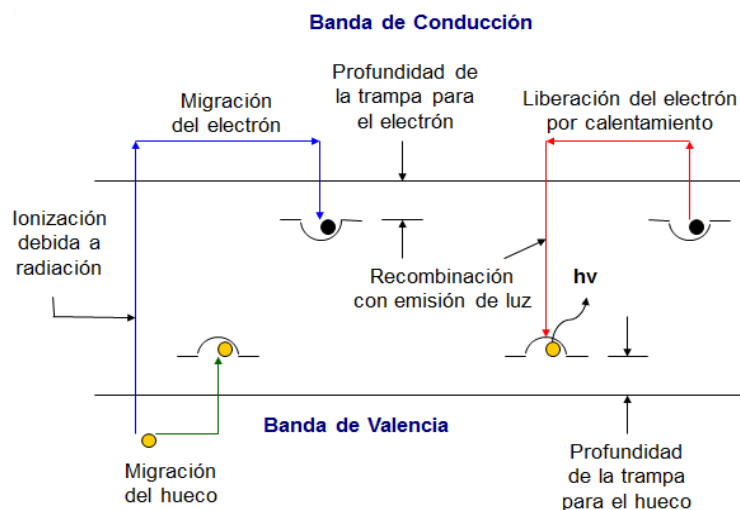 Banda de Conducción
Profundidad de
la trampa para
el electrón
Migración
del electrón
Liberación del electrón
por calentamiento
Ionización
debida a
radiación
Recombinación
con emisión de luz
hν
Banda de Valencia
Migración
del hueco
Profundidad
de la trampa
para el hueco